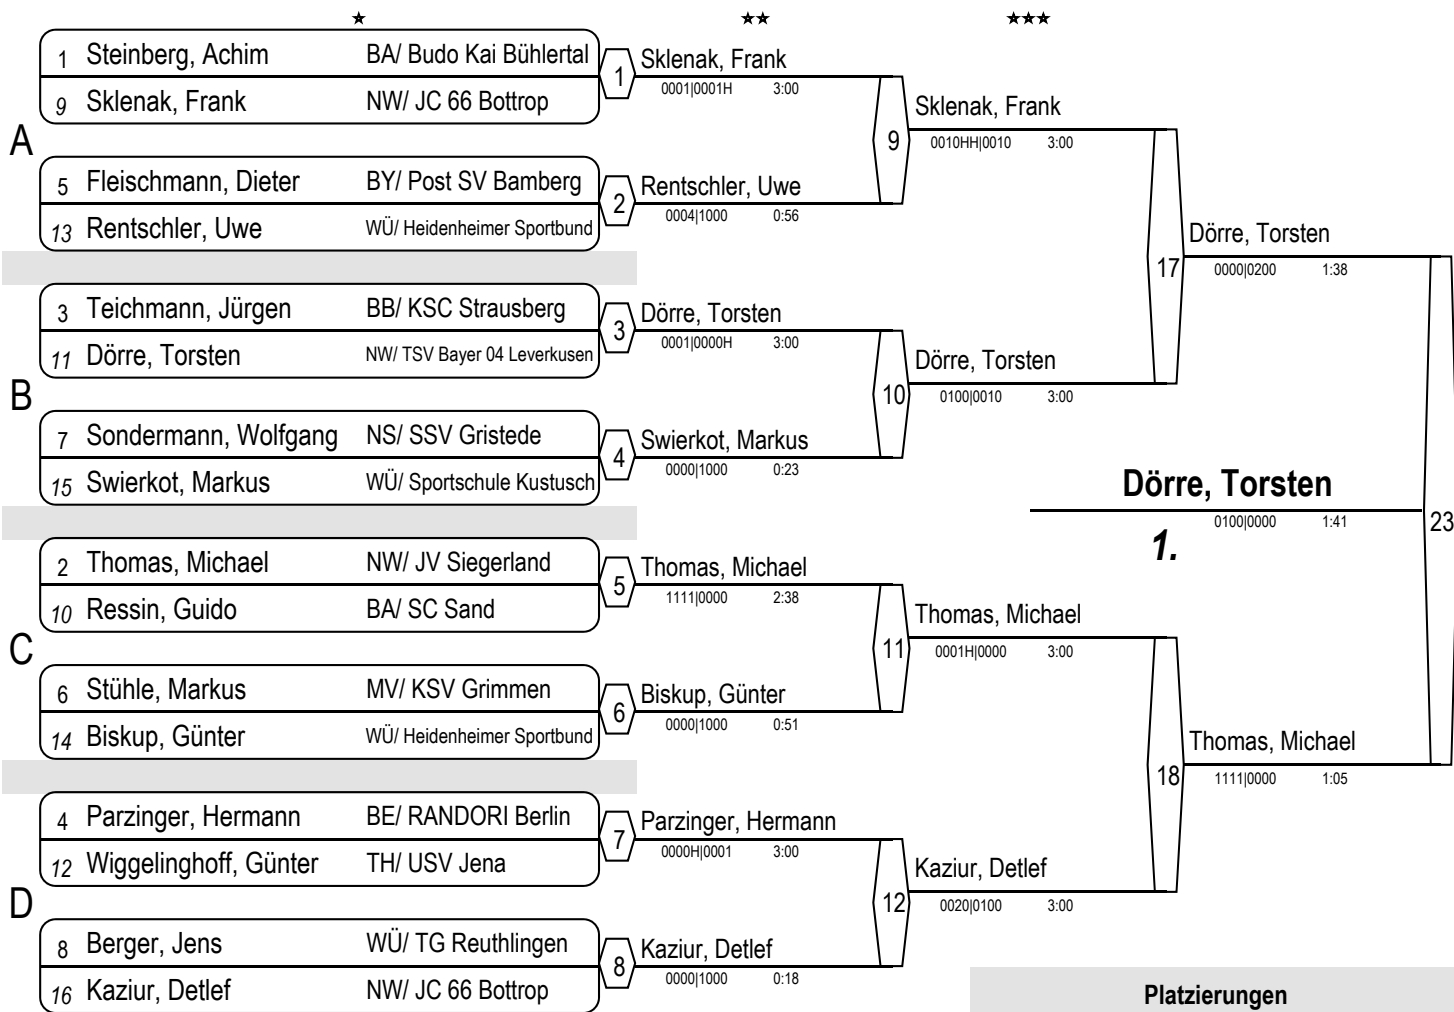 ★ ★★ ★★★
1 Steinberg, Achim BA/ Budo Kai Bühlertal
9 Sklenak, Frank NW/ JC 66 Bottrop
1 Sklenak, Frank
0001|0001H 3:00
A
5 Fleischmann, Dieter BY/ Post SV Bamberg
13 Rentschler, Uwe WÜ/ Heidenheimer Sportbund
2 Rentschler, Uwe
0004|1000 0:56
9 Sklenak, Frank
0010HH|0010 3:00
3 Teichmann, Jürgen BB/ KSC Strausberg
11 Dörre, Torsten NW/ TSV Bayer 04 Leverkusen
3 Dörre, Torsten
0001|0000H 3:00
B
7 Sondermann, Wolfgang NS/ SSV Gristede
15 Swierkot, Markus WÜ/ Sportschule Kustusch
4 Swierkot, Markus
0000|1000 0:23
10 Dörre, Torsten
0100|0010 3:00
17 Dörre, Torsten
0000|0200 1:38
2 Thomas, Michael NW/ JV Siegerland
10 Ressin, Guido BA/ SC Sand
5 Thomas, Michael
1111|0000 2:38
C
6 Stühle, Markus MV/ KSV Grimmen
14 Biskup, Günter WÜ/ Heidenheimer Sportbund
6 Biskup, Günter
0000|1000 0:51
11 Thomas, Michael
0001H|0000 3:00
4 Parzinger, Hermann BE/ RANDORI Berlin
12 Wiggelinghoff, Günter TH/ USV Jena
7 Parzinger, Hermann
0000H|0001 3:00
D
8 Berger, Jens WÜ/ TG Reuthlingen
16 Kaziur, Detlef NW/ JC 66 Bottrop
8 Kaziur, Detlef
0000|1000 0:18
12 Kaziur, Detlef
0020|0100 3:00
18 Thomas, Michael
1111|0000 1:05
Dörre, Torsten
0100|0000 1:41
23
1.
Platzierungen